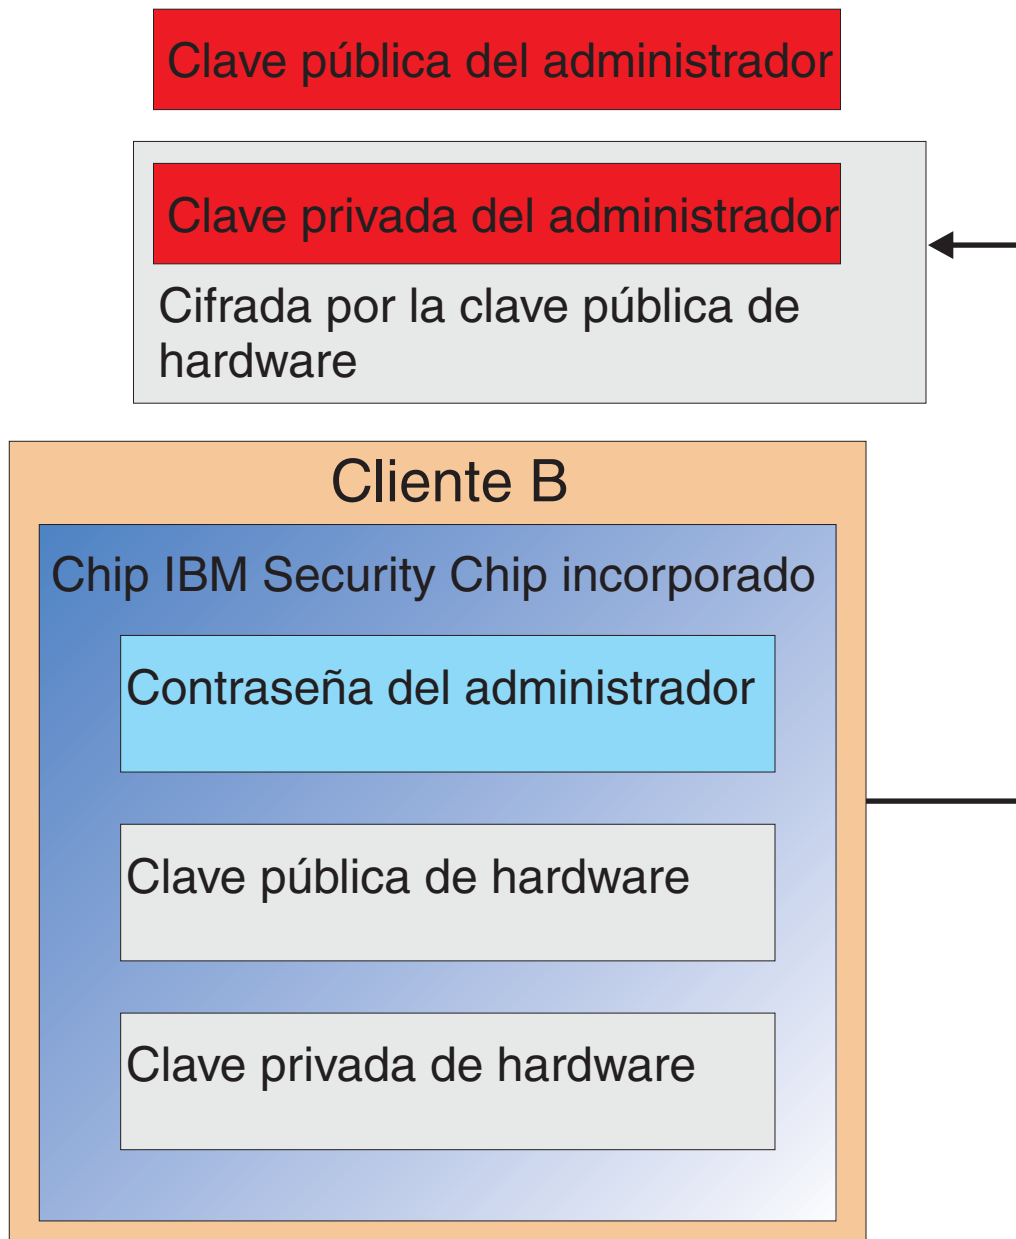 Clave pública del administrador
Clave privada del administrador
Cifrada por la clave pública de
hardware
Cliente B
Chip IBM Security Chip incorporado
Contraseña del administrador
Clave pública de hardware
Clave privada de hardware